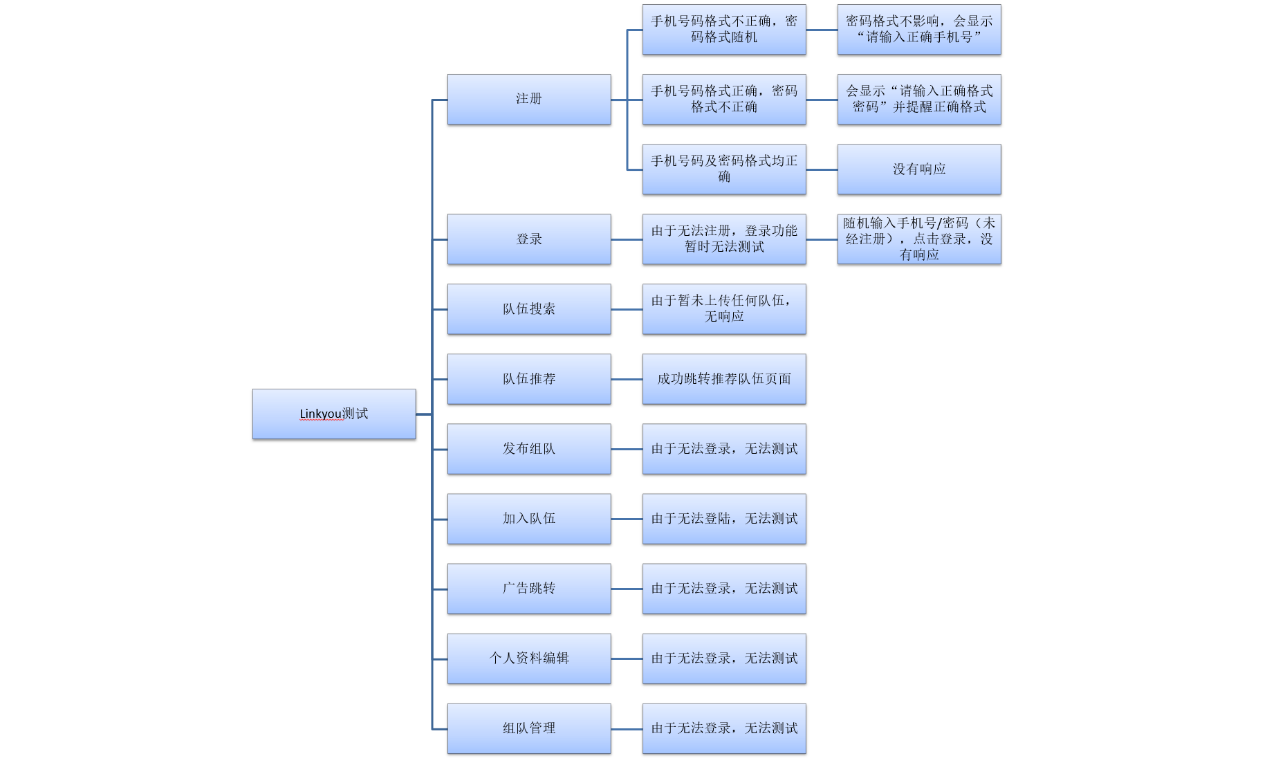 手机号码格式不正确，密
码格式随机
密码格式不影响，会显示
“请输入正确手机号”
注册
手机号码格式正确，密码
格式不正确
会显示“请输入正确格式
密码”并提醒正确格式
手机号码及密码格式均正
确
没有响应
登录
由于无法注册，登录功能
暂时无法测试
随机输入手机号/密码（未
经注册），点击登录，没
有响应
队伍搜索
由于暂未上传任何队伍，
无响应
队伍推荐
成功跳转推荐队伍页面
Linkyou测试
发布组队
由于无法登录，无法测试
加入队伍
由于无法登陆，无法测试
广告跳转
由于无法登录，无法测试
个人资料编辑
由于无法登录，无法测试
组队管理
由于无法登录，无法测试